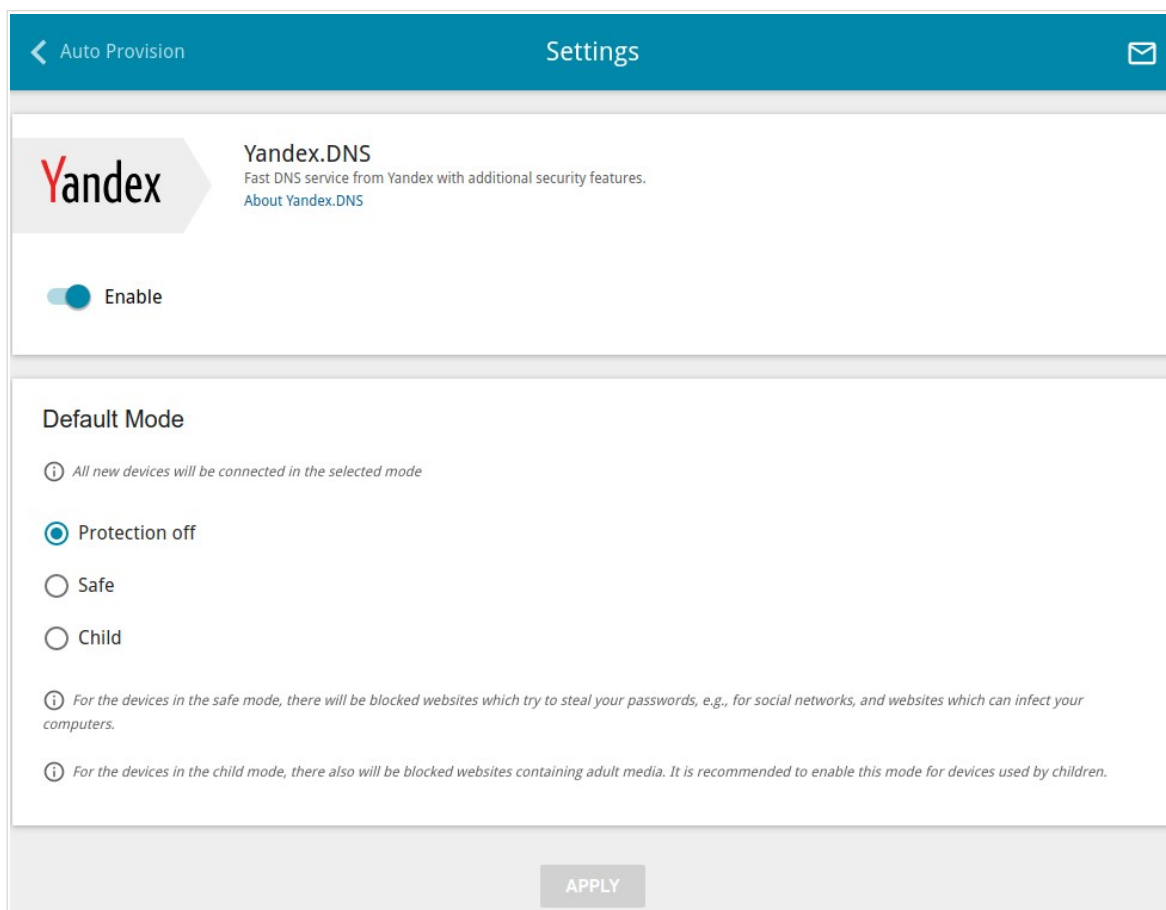 Auto Provision
Settings
Yandex
Yandex.DNS
Fast DNS service from Yandex with additional security features.
About Yandex.DNS
Enable
Default Mode
All new devices will be connected in the selected mode
Protection off
Safe
Child
For the devices in the safe mode, there will be blocked websites which try to steal your passwords, e.g., for social networks, and websites which can infect your
computers.
For the devices in the child mode, there also will be blocked websites containing adult media. It is recommended to enable this mode for devices used by children.
APPLY